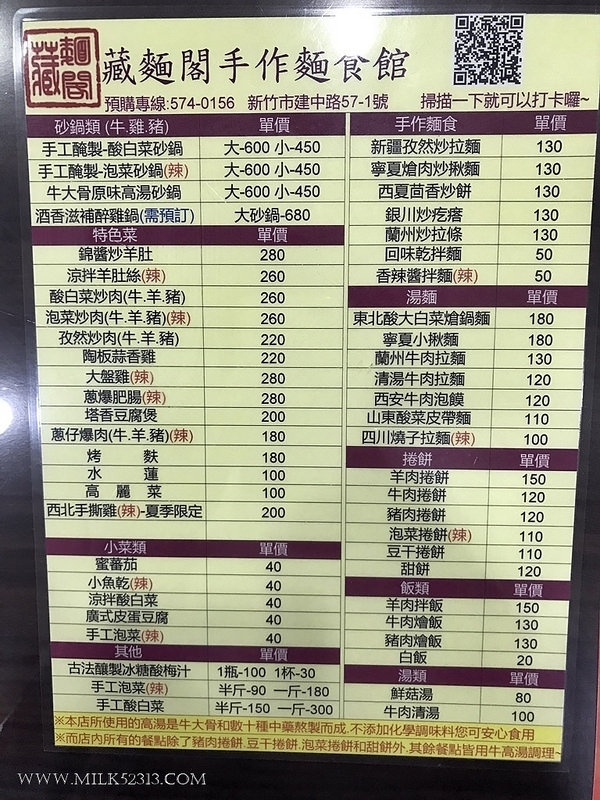 藏麵閣
藏麵閣手作麵食館
預購專線:574-0156 新竹市建中路57-1號 掃描一下就可以打卡囉~
砂鍋類 (牛.雞.豬) 單價
手工醃製-酸白菜砂鍋 大-600 小-450
手工醃製-泡菜砂鍋(辣) 大-600 小-450
牛大骨原味高湯砂鍋 大-600 小-450
酒香滋補醉雞鍋(需預訂) 大砂鍋-680
特色菜 單價
錦醬炒羊肚 280
涼拌羊肚絲(辣) 260
酸白菜炒肉(牛.羊.豬) 260
泡菜炒肉(牛.羊.豬)(辣) 260
孜然炒肉(牛.羊.豬) 220
陶板蒜香雞 220
大盤雞(辣) 280
蔥爆肥腸(辣) 280
塔香豆腐煲 200
蔥仔爆肉(牛.羊.豬)(辣) 180
烤麩 180
水蓮 100
高麗菜 100
西北手撕雞(辣)-夏季限定 200
小菜類 單價
蜜蕃茄 40
小魚乾(辣) 40
涼拌酸白菜 40
廣式皮蛋豆腐 40
手工泡菜(辣) 40
其他 單價
古法釀製冰糖酸梅汁 1瓶-100 1杯-30
手工泡菜(辣) 半斤-90 一斤-180
手工酸白菜 半斤-150 一斤-300
手作麵食 單價
新疆孜然炒拉麵 130
寧夏燴肉炒揪麵 130
西夏茴香炒餅 130
銀川炒疙瘩 130
蘭州炒拉條 130
回味乾拌麵 50
香辣醬拌麵(辣) 50
湯麵 單價
東北酸大白菜熗鍋麵 180
寧夏小揪麵 180
蘭州牛肉拉麵 130
清湯牛肉拉麵 120
西安牛肉泡饃 120
山東酸菜皮帶麵 110
四川燒子拉麵(辣) 100
捲餅 單價
羊肉捲餅 150
牛肉捲餅 120
豬肉捲餅 120
泡菜捲餅(辣) 110
豆干捲餅 110
甜餅 120
飯類 單價
羊肉拌飯 150
牛肉燴飯 130
豬肉燴飯 130
白飯 20
湯類 單價
鮮菇湯 80
牛肉清湯 100
※本店所使用的高湯是牛大骨和數十種中藥熬製而成,不添加化學調味料您可安心食用
※而店內所有的餐點除了豬肉捲餅.豆干捲餅.泡菜捲餅和甜餅外,其餘餐點皆用牛高湯調理.
WWW.MILK52313.COM